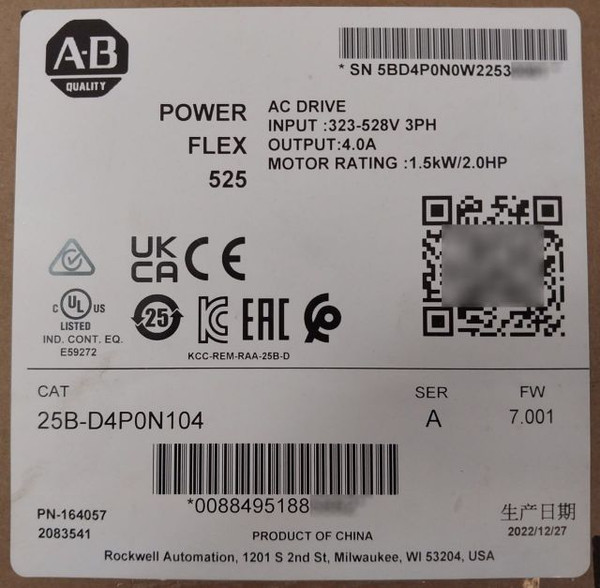 A-B
QUALITY
* SN 5BD4P0N0W2253
POWER
FLEX
525
AC DRIVE
INPUT :323-528V 3PH
OUTPUT:4.0A
MOTOR RATING :1.5kW/2.0HP
UK
CA
CE
C UL US
LISTED
IND. CONT. EQ.
E59272
25
KC
EAC
KCC-REM-RAA-25B-D
CAT
25B-D4P0N104
SER
A
FW
7.001
*0088495188
PN-164057
2083541
生产日期
2022/12/27
PRODUCT OF CHINA
Rockwell Automation, 1201 S 2nd St, Milwaukee, WI 53204, USA